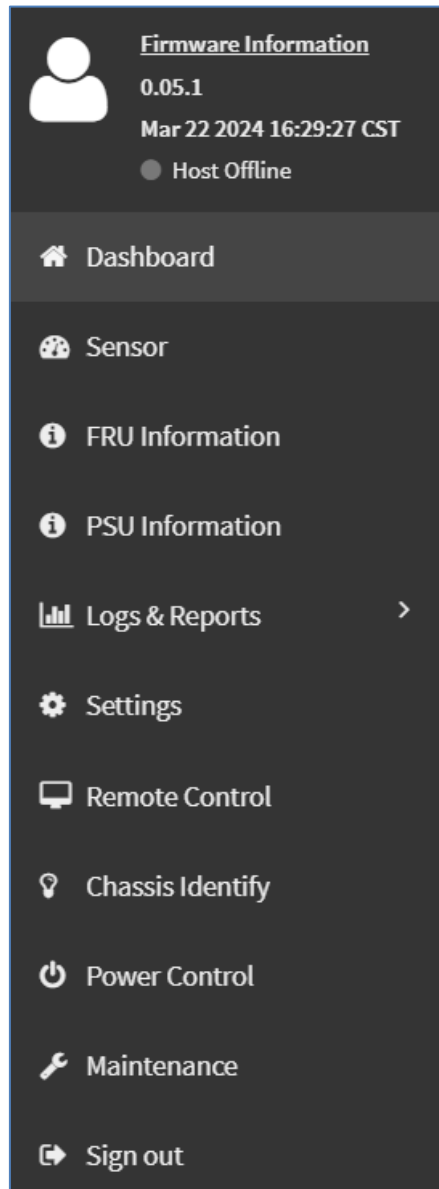 Firmware Information
0.05.1
Mar 22 2024 16:29:27 CST
Host Offline
Dashboard
Sensor
FRU Information
PSU Information
Logs & Reports
Settings
Remote Control
Chassis Identify
Power Control
Maintenance
Sign out